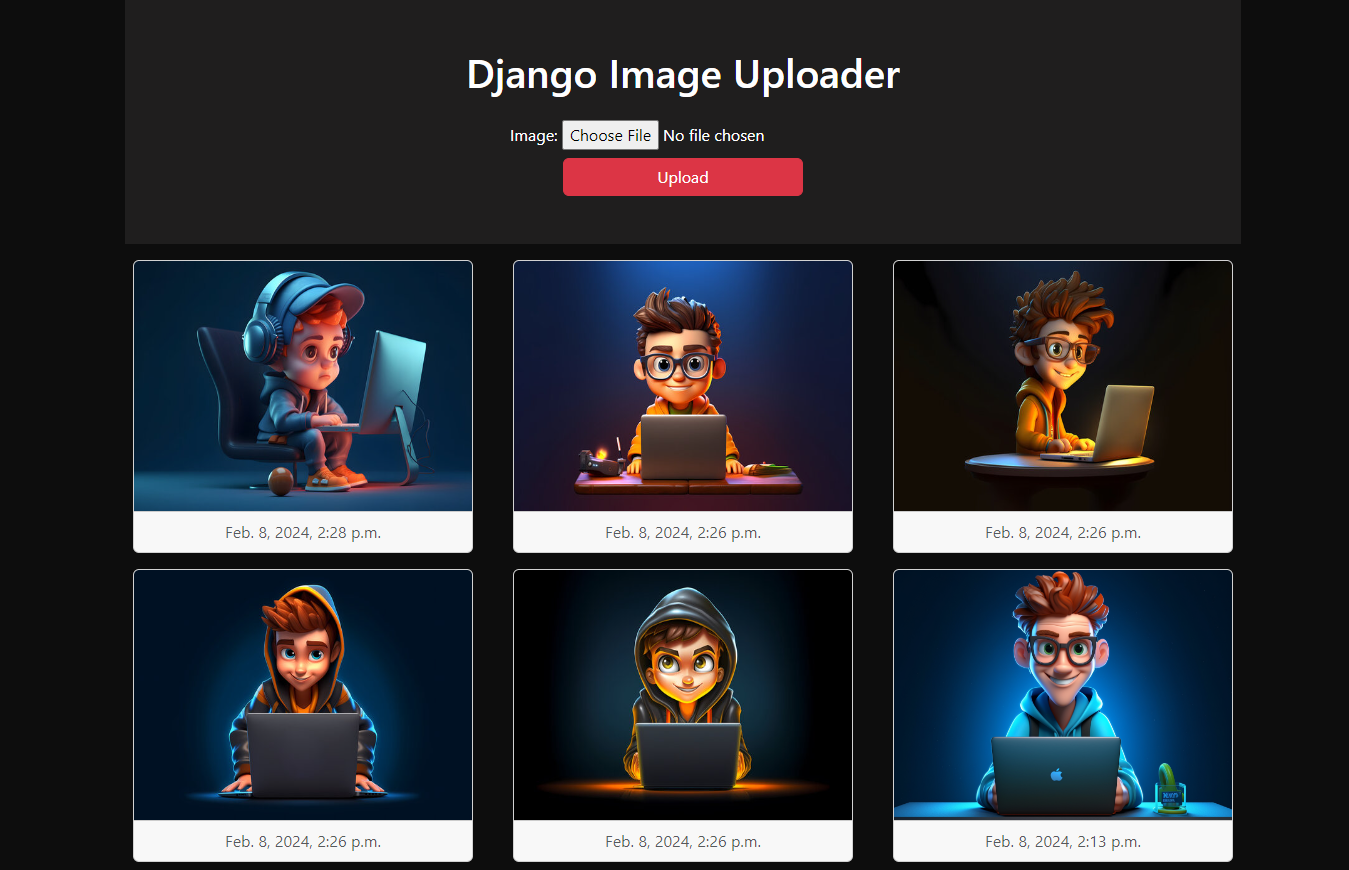 Django Image Uploader
Image: Choose File No file chosen
Upload
Feb. 8, 2024, 2:28 p.m.
Feb. 8, 2024, 2:26 p.m.
Feb. 8, 2024, 2:26 p.m.
Feb. 8, 2024, 2:26 p.m.
Feb. 8, 2024, 2:26 p.m.
Feb. 8, 2024, 2:13 p.m.